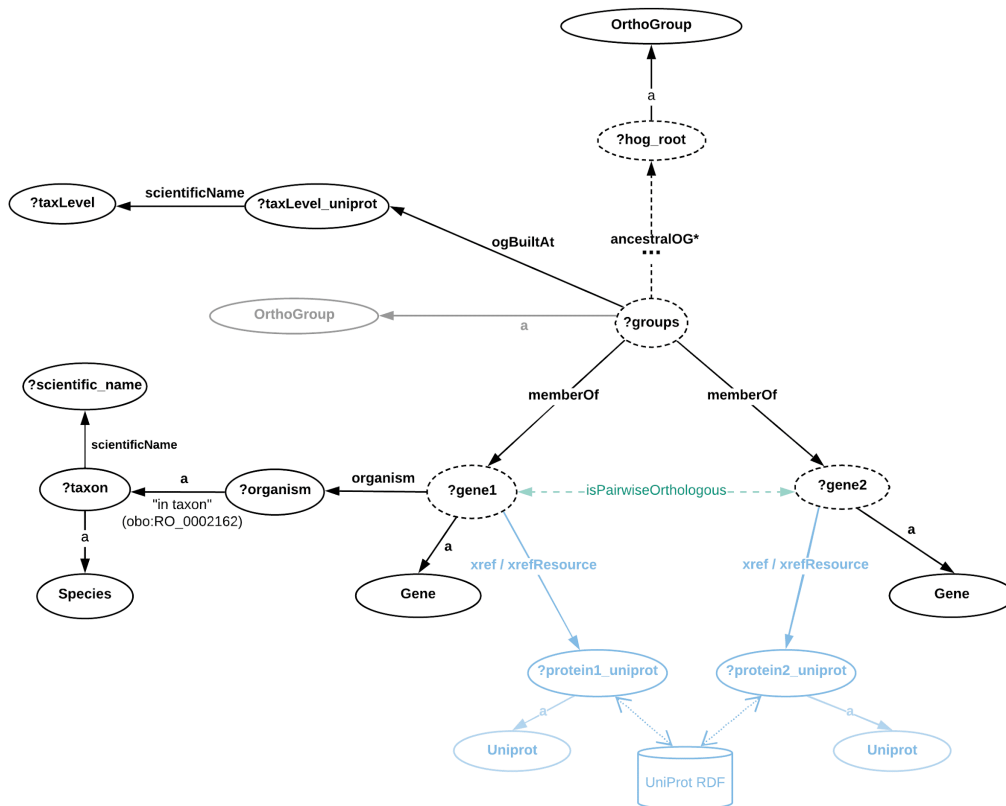 OrthoGroup
a
?hog_root
scientificName
?taxLevel
?taxLevel_uniprot
ogBuiltAt
ancestralOG*
...
OrthoGroup
a
?groups
?scientific_name
memberOf
memberOf
scientificName
a
organism
?taxon
?organism
?gene1
isPairwiseOrthologous
?gene2
"in taxon"
(obo:RO_0002162)
a
a
a
xref / xrefResource
xref / xrefResource
Species
Gene
Gene
?protein1_uniprot
?protein2_uniprot
a
a
Uniprot
Uniprot
UniProt RDF